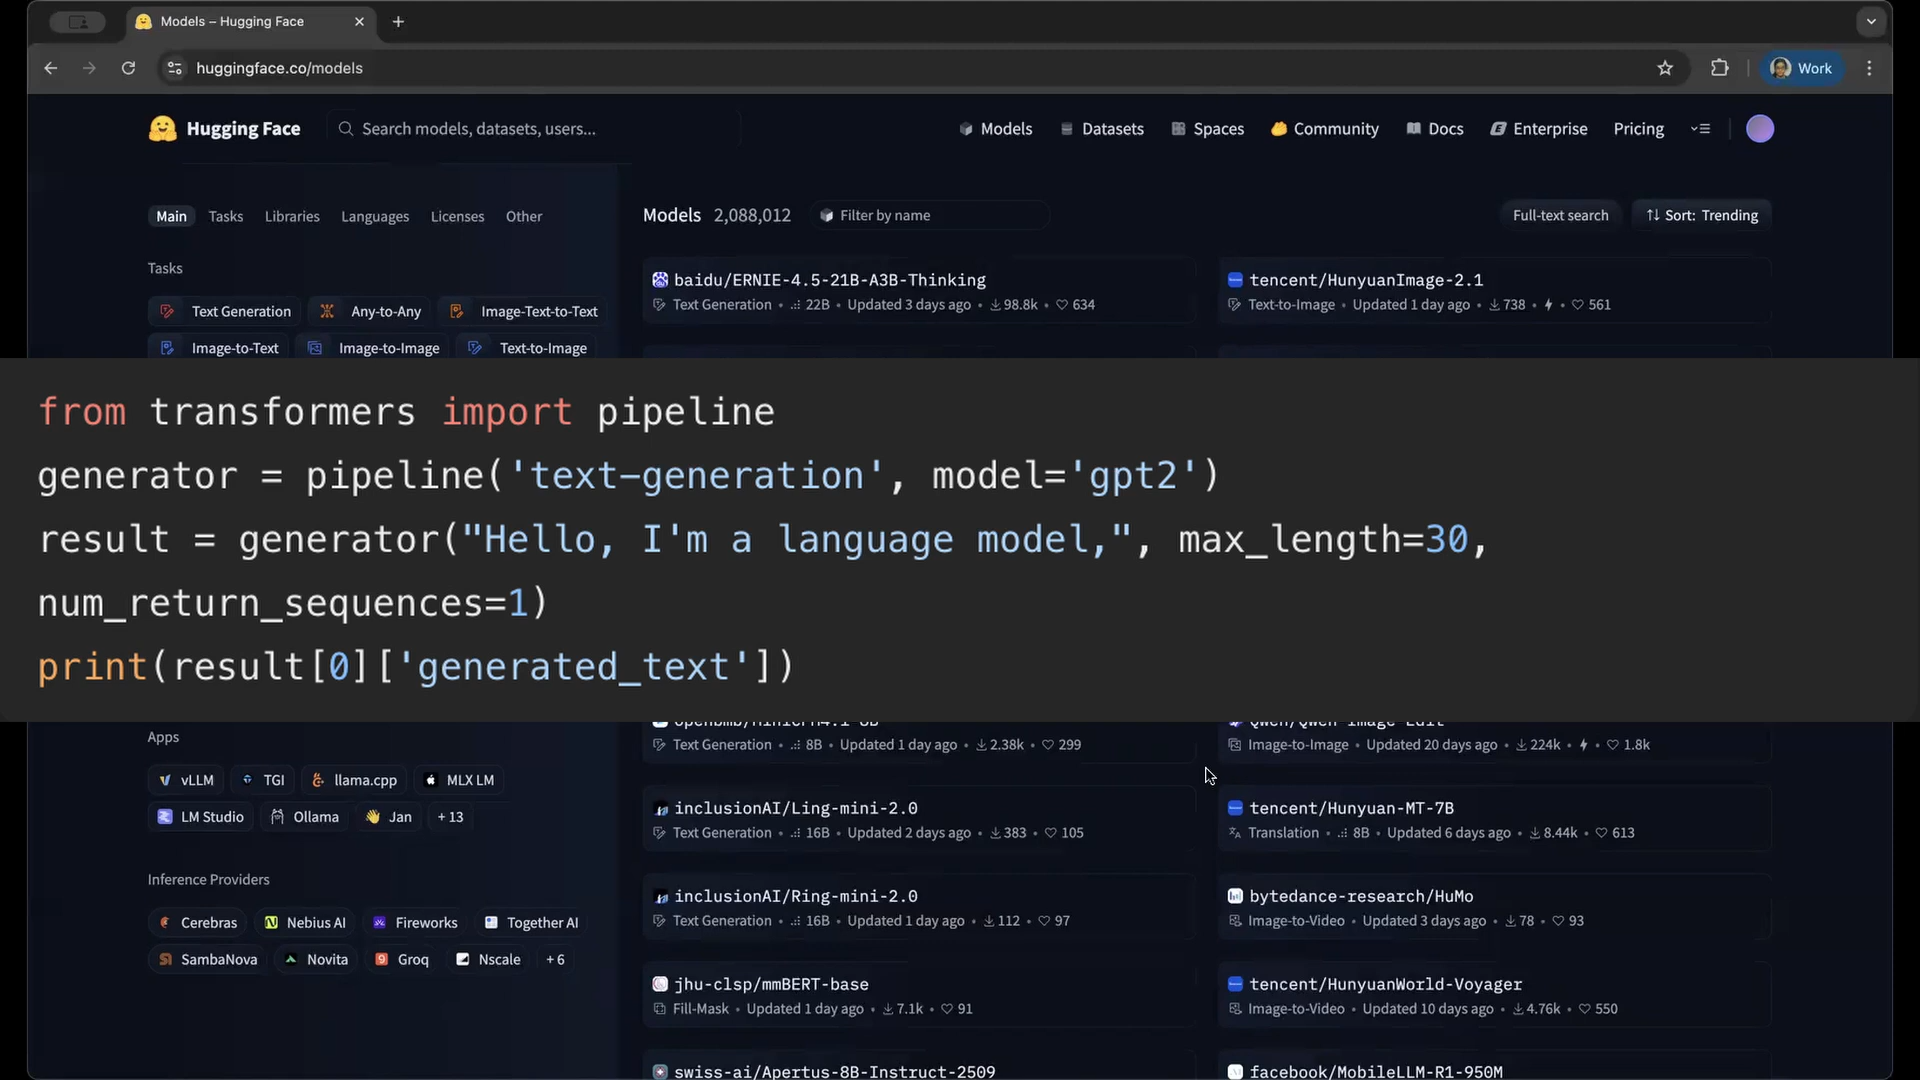 Models – Hugging Face
huggingface.co/models
Work
Hugging Face
Search models, datasets, users...
Models
Datasets
Spaces
Community
Docs
Enterprise
Pricing
Main
Tasks
Libraries
Languages
Licenses
Other
Models 2,088,012
Filter by name
Full-text search
Sort: Trending
Tasks
Text Generation
Any-to-Any
Image-Text-to-Text
Image-to-Text
Image-to-Image
Text-to-Image
baidu/ERNIE-4.5-21B-A3B-Thinking
Text Generation • 22B • Updated 3 days ago • 98.8k • 634
tencent/HunyuanImage-2.1
Text-to-Image • Updated 1 day ago • 738 • 561
from transformers import pipeline
generator = pipeline('text-generation', model='gpt2')
result = generator("Hello, I'm a language model,", max_length=30,
num_return_sequences=1)
print(result[0]['generated_text'])
Apps
vLLM
TGI
llama.cpp
MLX LM
LM Studio
Ollama
Jan
+ 13
Inference Providers
Cerebras
Nebius AI
Fireworks
Together AI
SambaNova
Novita
Groq
Nscale
+ 6
openbmb/MiniCPM4.1-8B
Text Generation • 8B • Updated 1 day ago • 2.38k • 299
Qwen/Qwen-Image-Edit
Image-to-Image • Updated 20 days ago • 224k • 1.8k
inclusionAI/Ling-mini-2.0
Text Generation • 16B • Updated 2 days ago • 383 • 105
tencent/Hunyuan-MT-7B
Translation • 8B • Updated 6 days ago • 8.44k • 613
inclusionAI/Ring-mini-2.0
Text Generation • 16B • Updated 1 day ago • 112 • 97
bytedance-research/HuMo
Image-to-Video • Updated 3 days ago • 78 • 93
jhu-clsp/mmBERT-base
Fill-Mask • Updated 1 day ago • 7.1k • 91
tencent/HunyuanWorld-Voyager
Image-to-Video • Updated 10 days ago • 4.76k • 550
swiss-ai/Apertus-8B-Instruct-2509
facebook/MobileLLM-R1-950M